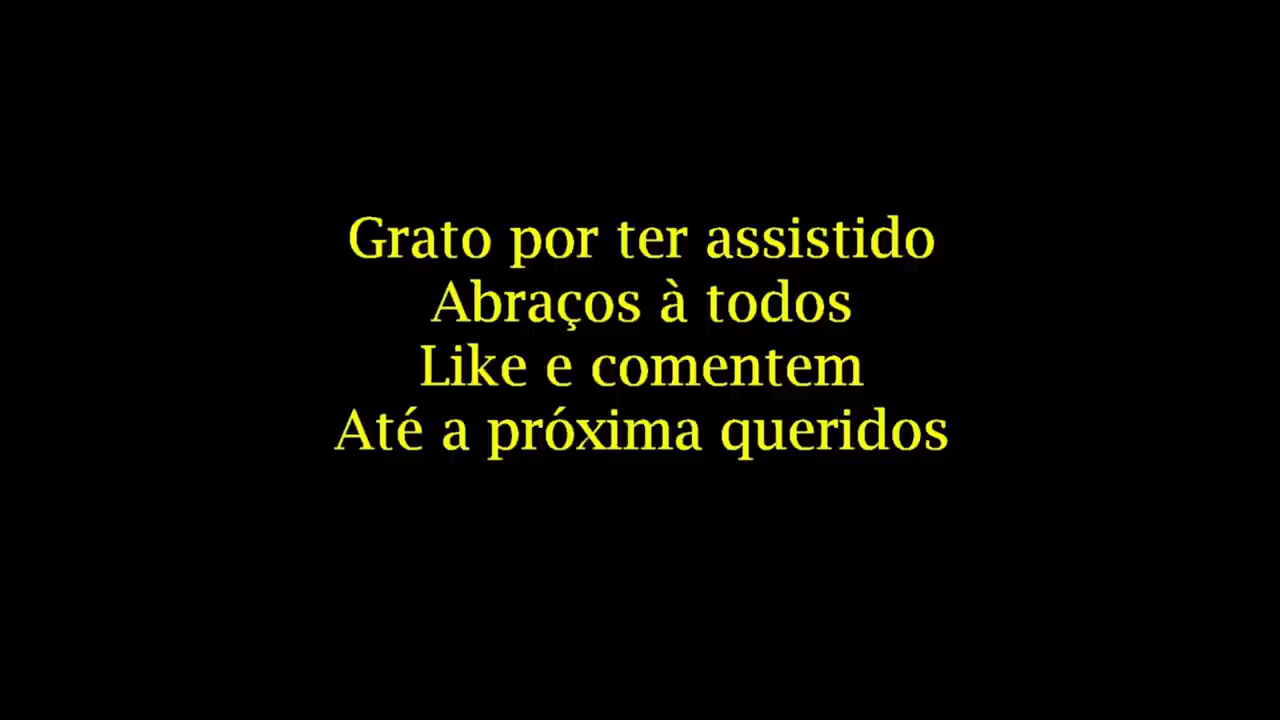 Grato por ter assistido
Abraços à todos
Like e comentem
Até a próxima queridos